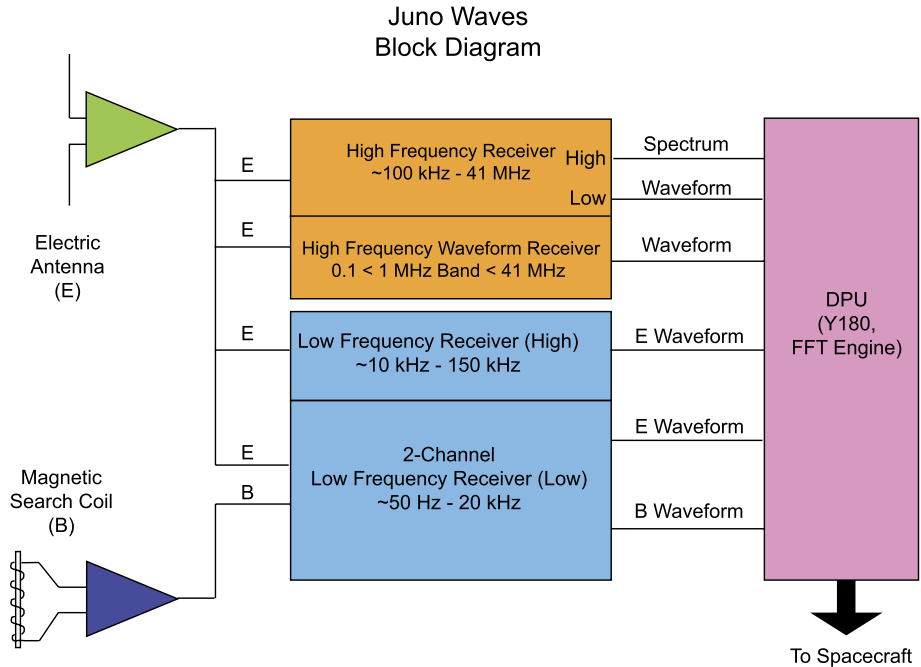 Juno Waves
Block Diagram
Electric
Antenna
(E)
Magnetic
Search Coil
(B)
E
E
E
E
B
High Frequency Receiver
~100 kHz - 41 MHz
High
Low
High Frequency Waveform Receiver
0.1 < 1 MHz Band < 41 MHz
Low Frequency Receiver (High)
~10 kHz - 150 kHz
2-Channel
Low Frequency Receiver (Low)
~50 Hz - 20 kHz
Spectrum
Waveform
Waveform
E Waveform
E Waveform
B Waveform
DPU
(Y180,
FFT Engine)
To Spacecraft